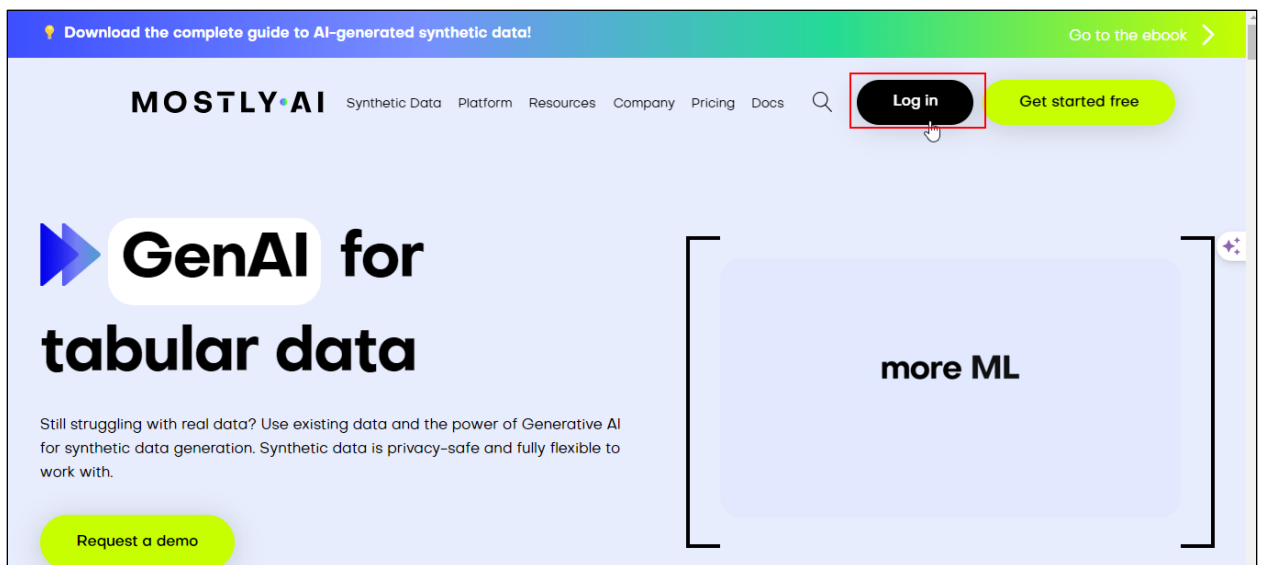 💡 Download the complete guide to AI-generated synthetic data!
Go to the ebook
MOSTLY•AI Synthetic Data Platform Resources Company Pricing Docs Log in Get started free
GenAI for
tabular data
more ML
Still struggling with real data? Use existing data and the power of Generative AI
for synthetic data generation. Synthetic data is privacy-safe and fully flexible to
work with.
Request a demo